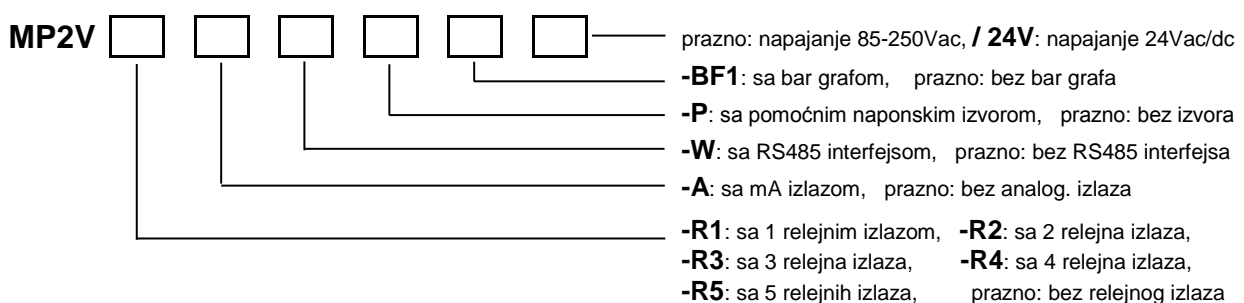 MP2V
prazno: napajanje 85-250Vac, / 24V: napajanje 24Vac/dc
-BF1: sa bar grafom, prazno: bez bar grafa
-P: sa pomoćnim naponskim izvorom, prazno: bez izvora
-W: sa RS485 interfejsom, prazno: bez RS485 interfejsa
-A: sa mA izlazom, prazno: bez analog. izlaza
-R1: sa 1 relejnim izlazom, -R2: sa 2 relejna izlaza,
-R3: sa 3 relejna izlaza, -R4: sa 4 relejna izlaza,
-R5: sa 5 relejnih izlaza, prazno: bez relejnog izlaza